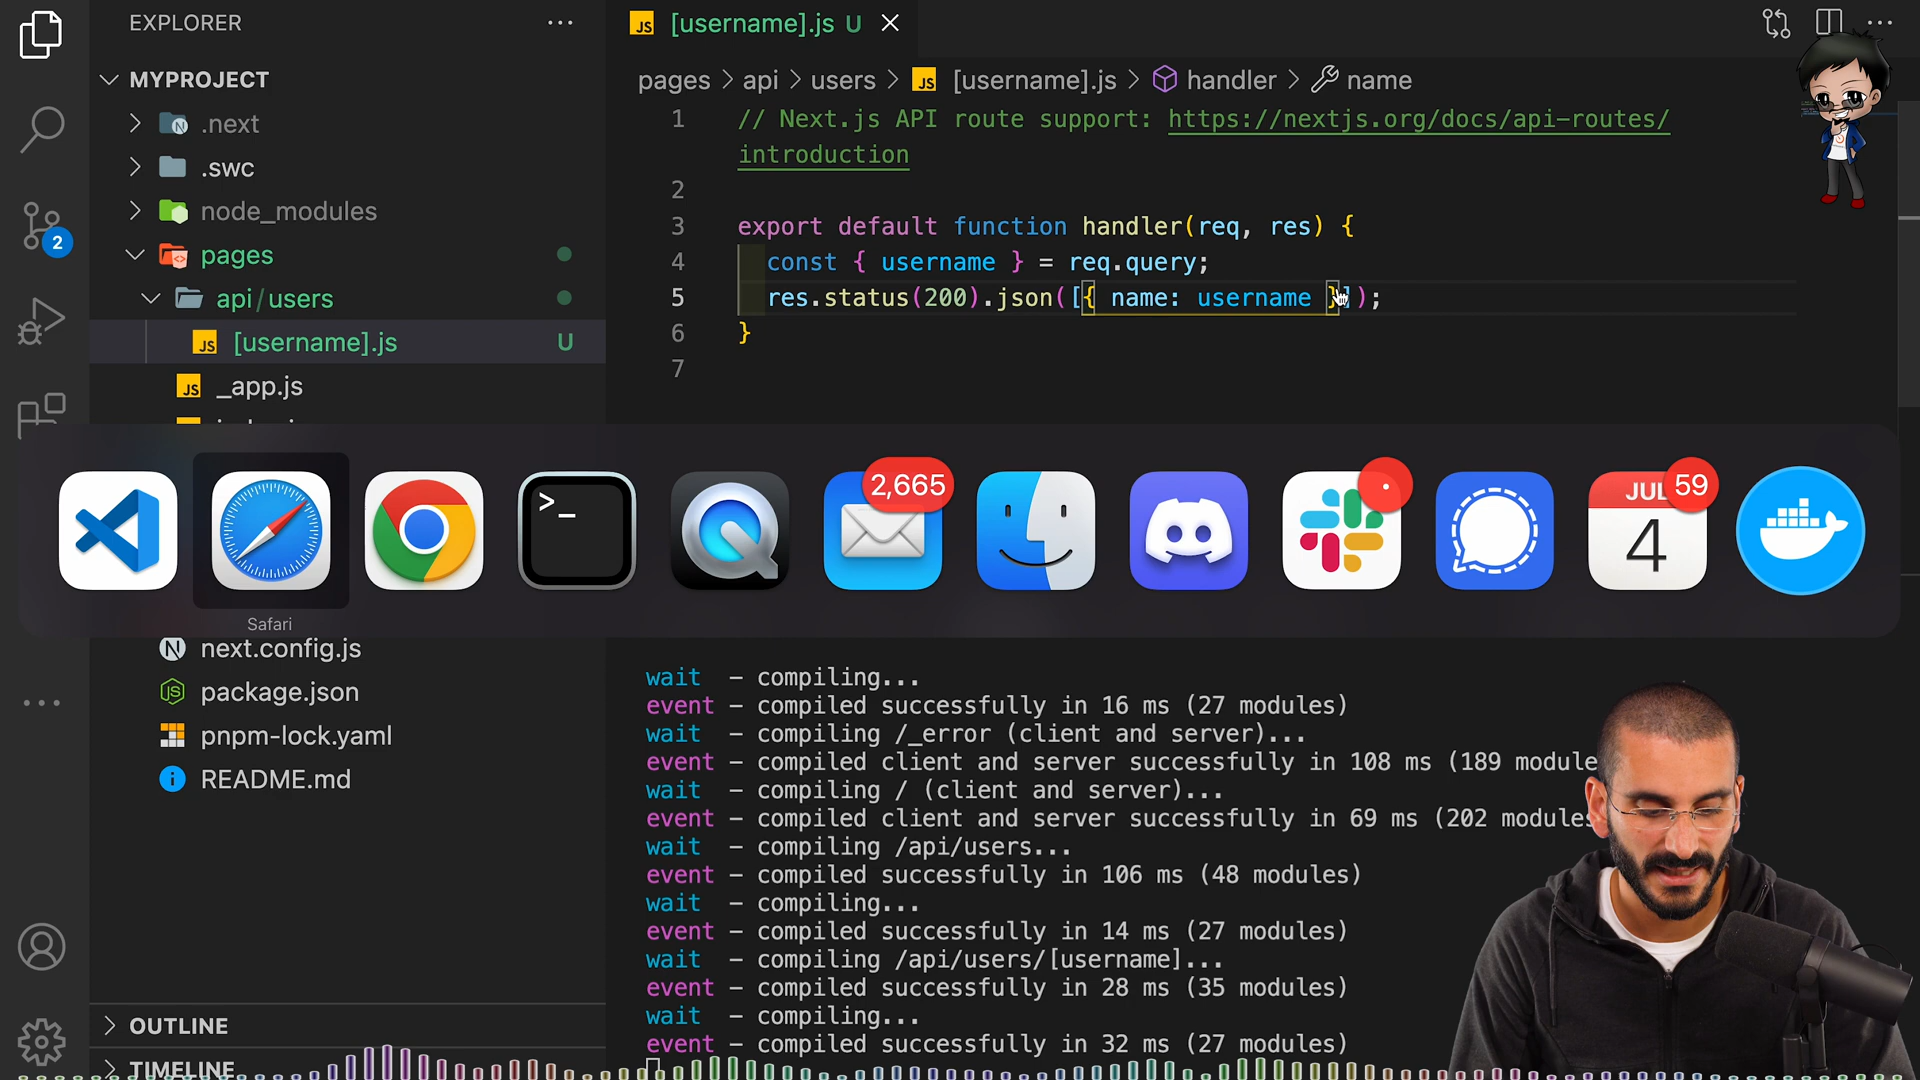 EXPLORER
MYPROJECT
.next
.swc
node_modules
pages
api/users
[username].js U
_app.js
next.config.js
package.json
pnpm-lock.yaml
README.md
OUTLINE
TIMELINE
2
[username].js U
pages > api > users > [username].js > handler > name
1 // Next.js API route support: https://nextjs.org/docs/api-routes/
introduction
2
3 export default function handler(req, res) {
4 const { username } = req.query;
5 res.status(200).json([{ name: username }]);
6 }
7
>_
2,665
JUL 59
4
Safari
wait - compiling...
event - compiled successfully in 16 ms (27 modules)
wait - compiling /_error (client and server)...
event - compiled client and server successfully in 108 ms (189 module
wait - compiling / (client and server)...
event - compiled client and server successfully in 69 ms (202 modules
wait - compiling /api/users...
event - compiled successfully in 106 ms (48 modules)
wait - compiling...
event - compiled successfully in 14 ms (27 modules)
wait - compiling /api/users/[username]...
event - compiled successfully in 28 ms (35 modules)
wait - compiling...
event - compiled successfully in 32 ms (27 modules)